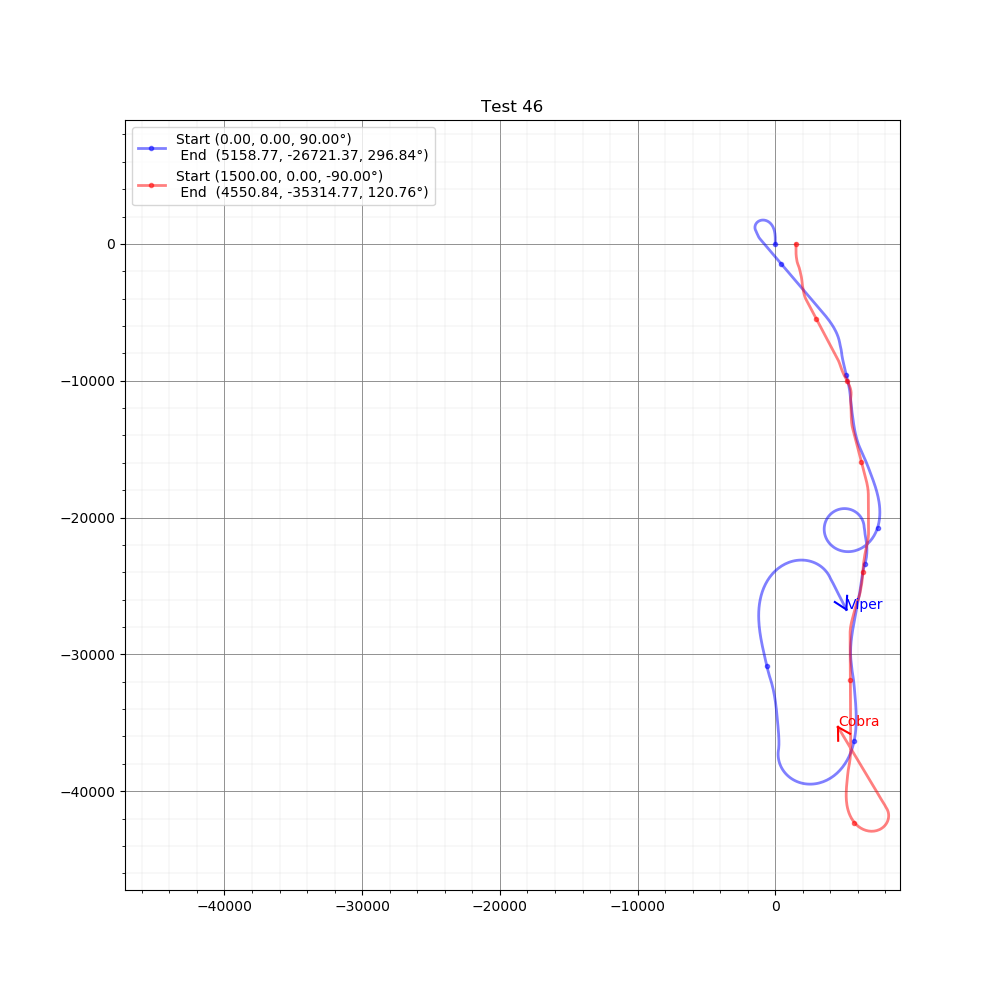 Test 46
Start (0.00, 0.00, 90.00°)
End (5158.77, -26721.37, 296.84°)
Start (1500.00, 0.00, -90.00°)
End (4550.84, -35314.77, 120.76°)
0
−10000
−20000
−30000
−40000
Viper
Cobra
−40000
−30000
−20000
−10000
0